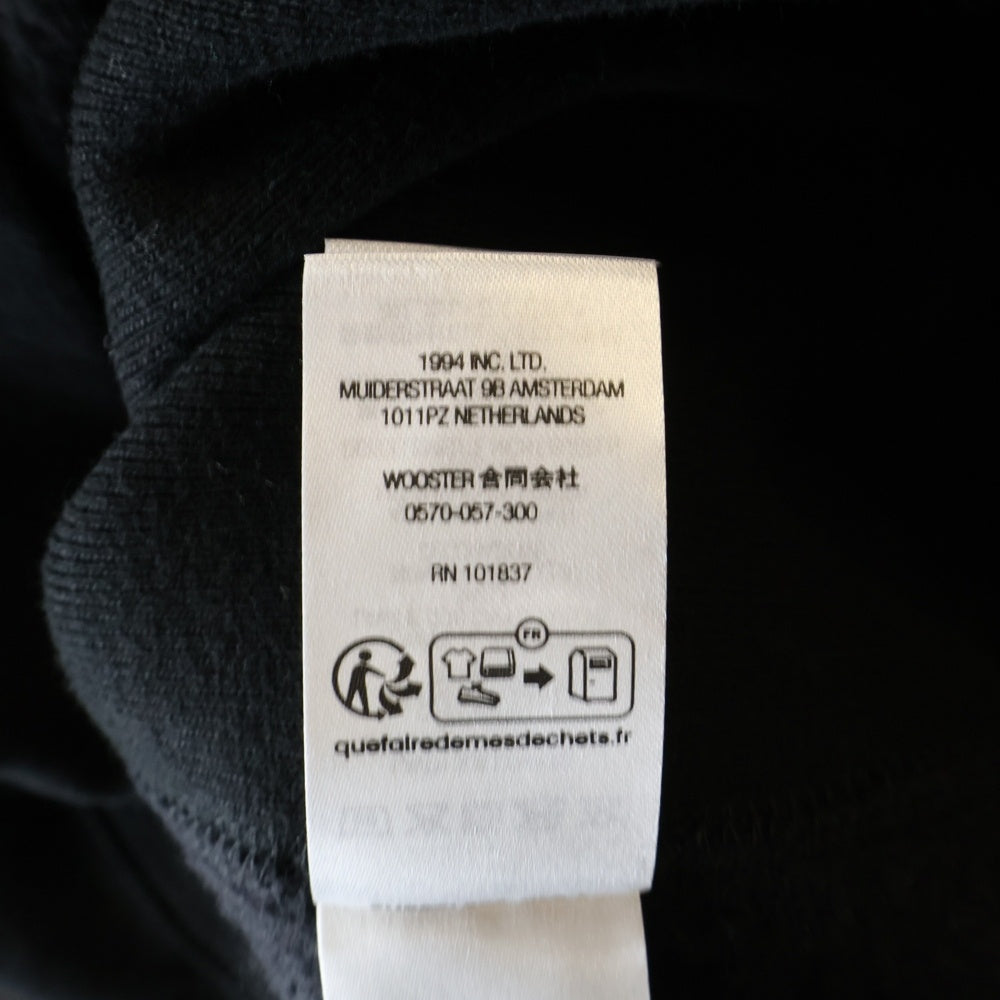 1994 INC. LTD.
MUIDERSTRAAT 9B AMSTERDAM
1011PZ NETHERLANDS
WOOSTER 合同会社
0570-057-300
RN 101837
FR
quefairedemesdechets.fr